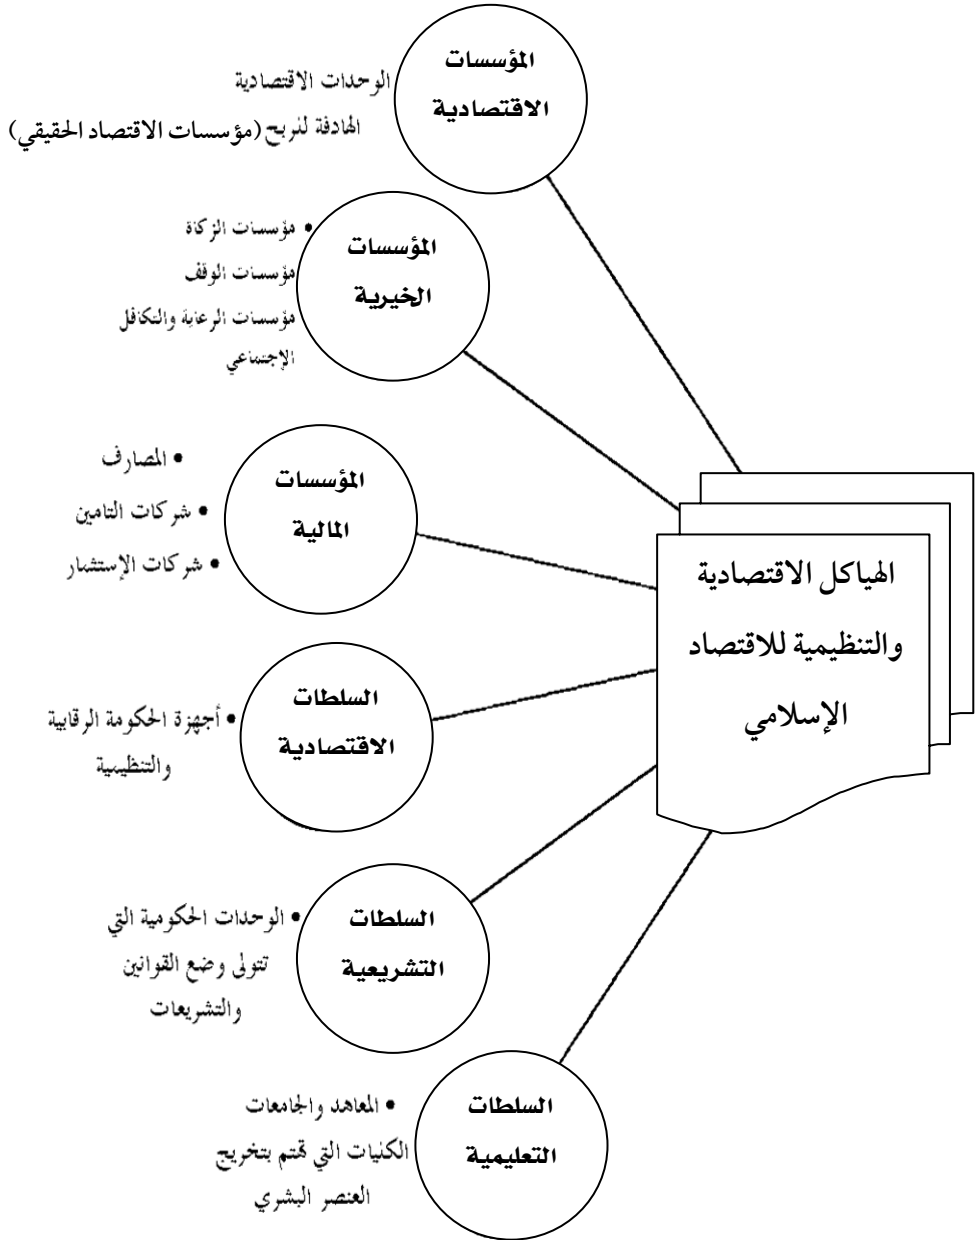 المؤسسات
الاقتصادية
الوحدات الاقتصادية
الهادفة لربح (مؤسسات الاقتصاد الحقيقي)
المؤسسات
الخيرية
• مؤسسات الزكاة
مؤسسات الوقف
مؤسسات الرعاية والتكافل
الإجتماعي
المؤسسات
المالية
• المصارف
• شركات التامين
• شركات الإستثمار
الهياكل الاقتصادية
والتنظيمية للاقتصاد
الإسلامي
السلطات
الاقتصادية
• أجهزة الحكومة الرقابية
والتنظيمية
السلطات
التشريعية
• الوحدات الحكومية التي
تتولى وضع القوانين
والتشريعات
السلطات
التعليمية
• المعاهد والجامعات
الكليات التي تهتم بتخريج
العنصر البشري